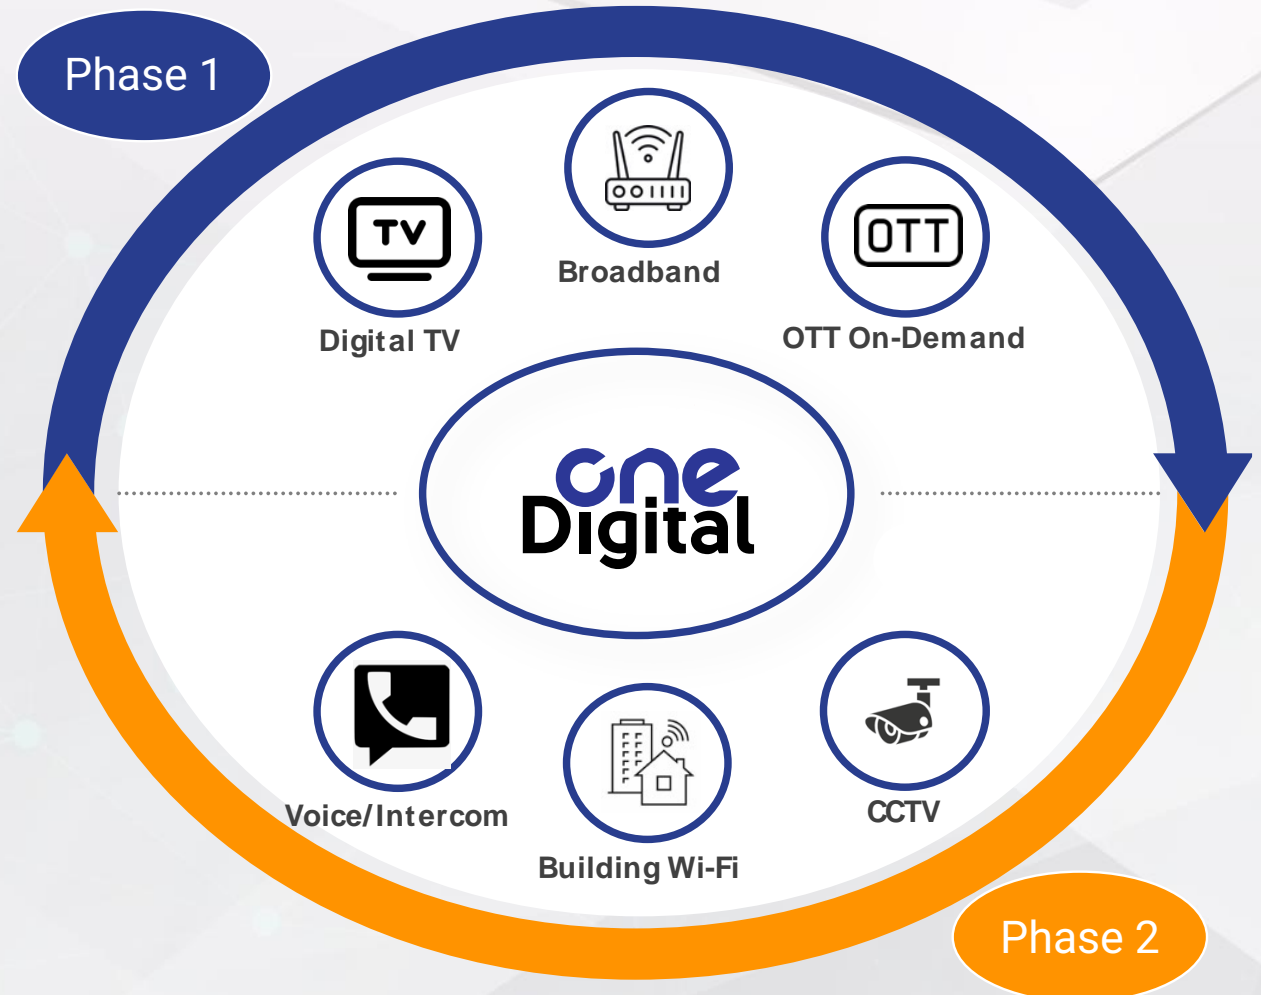 Phase 1
TV
OTT
Broadband
Digital TV
OTT On-Demand
one
Digital
Voice/Intercom
CCTV
Building Wi-Fi
Phase 2